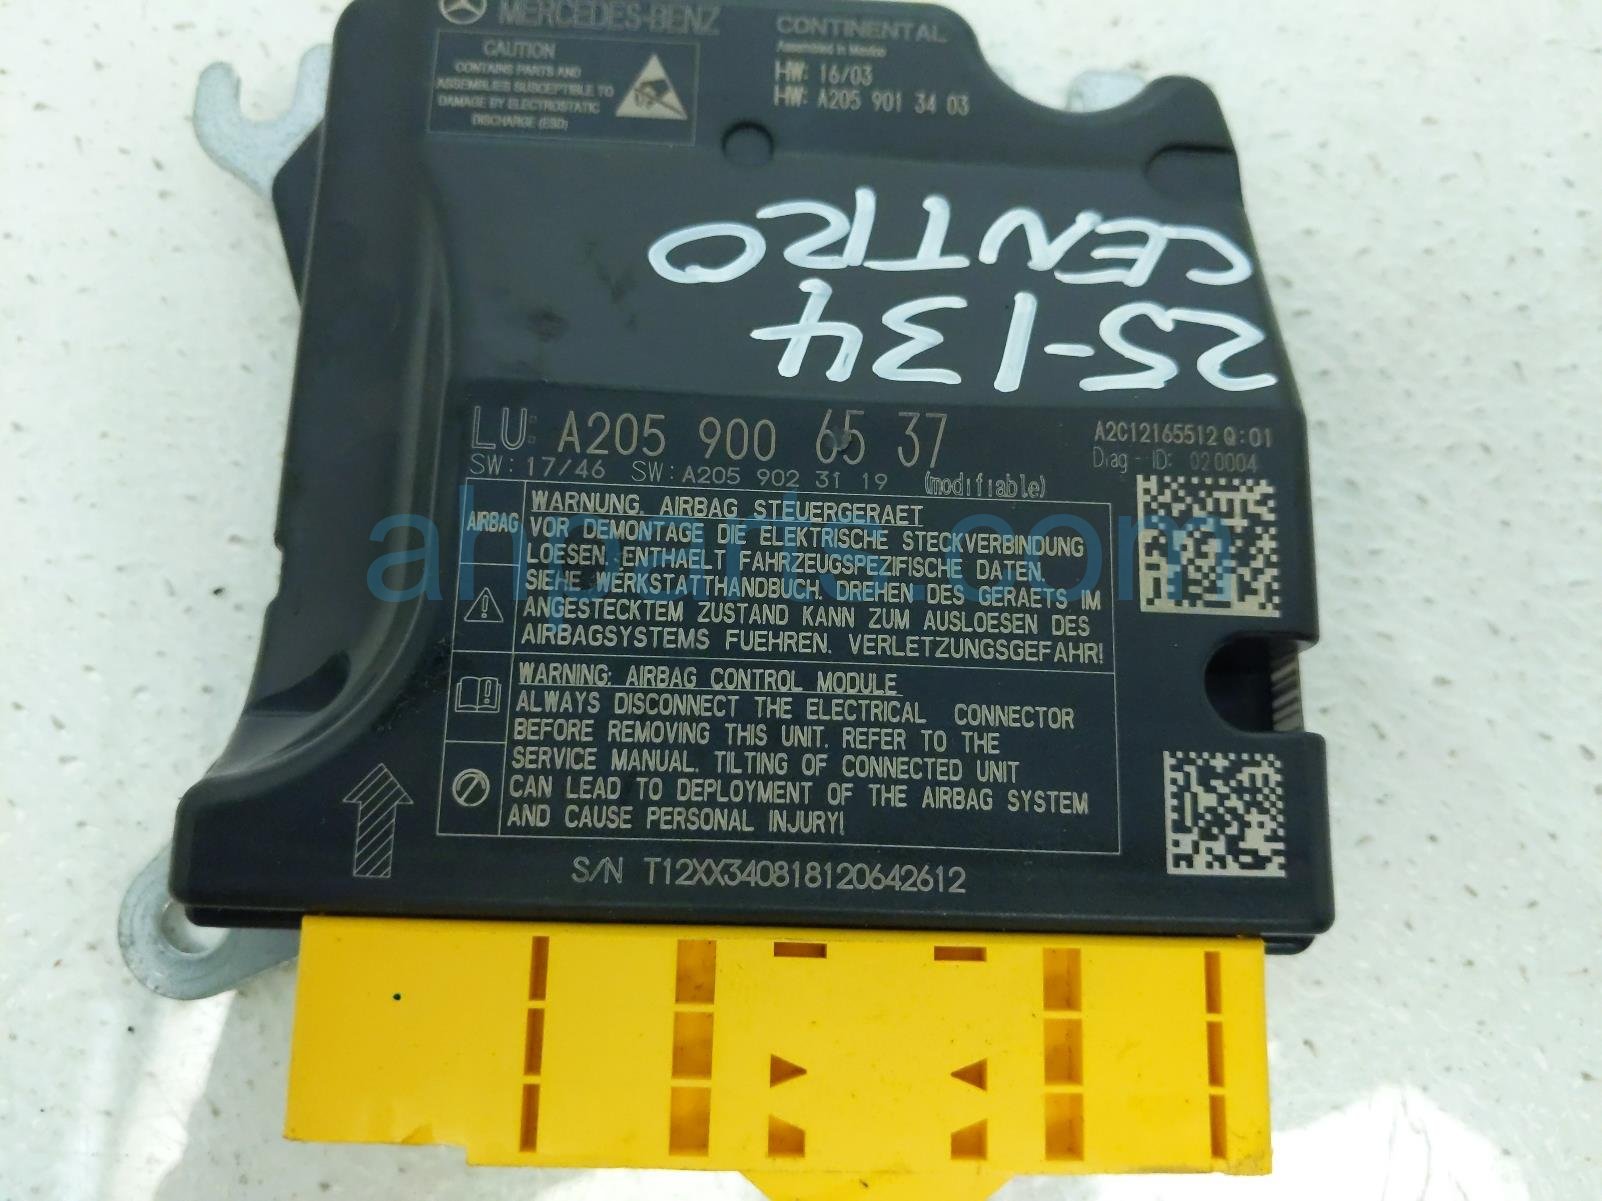 MERCEDES-BENZ
CAUTION
CONTAINS PARTS AND
ASSEMBLIES SUSCEPTIBLE TO
DAMAGE BY ELECTROSTATIC
DISCHARGE (ESD)
CONTINENTAL
Assembled in Mexico
HW: 16/03
HW: A205 901 34 03
25-134
CENTRO
LU: A205 900 65 37
SW: 17/46 SW: A205 902 31 19 (modifiable)
A2C12165512 Q:01
Diag-ID: 020004
AIRBAG
WARNUNG. AIRBAG STEUERGERAET
VOR DEMONTAGE DIE ELEKTRISCHE STECKVERBINDUNG
LOESEN. ENTHAELT FAHRZEUGSPEZIFISCHE DATEN.
SIEHE WERKSTATTHANDBUCH. DREHEN DES GERAETS IM
ANGESTECKTEM ZUSTAND KANN ZUM AUSLOESEN DES
AIRBAGSYSTEMS FUEHREN. VERLETZUNGSGEFAHR!
WARNING: AIRBAG CONTROL MODULE
ALWAYS DISCONNECT THE ELECTRICAL CONNECTOR
BEFORE REMOVING THIS UNIT. REFER TO THE
SERVICE MANUAL. TILTING OF CONNECTED UNIT
CAN LEAD TO DEPLOYMENT OF THE AIRBAG SYSTEM
AND CAUSE PERSONAL INJURY!
S/N T12XX340818120642612
ahparts.com